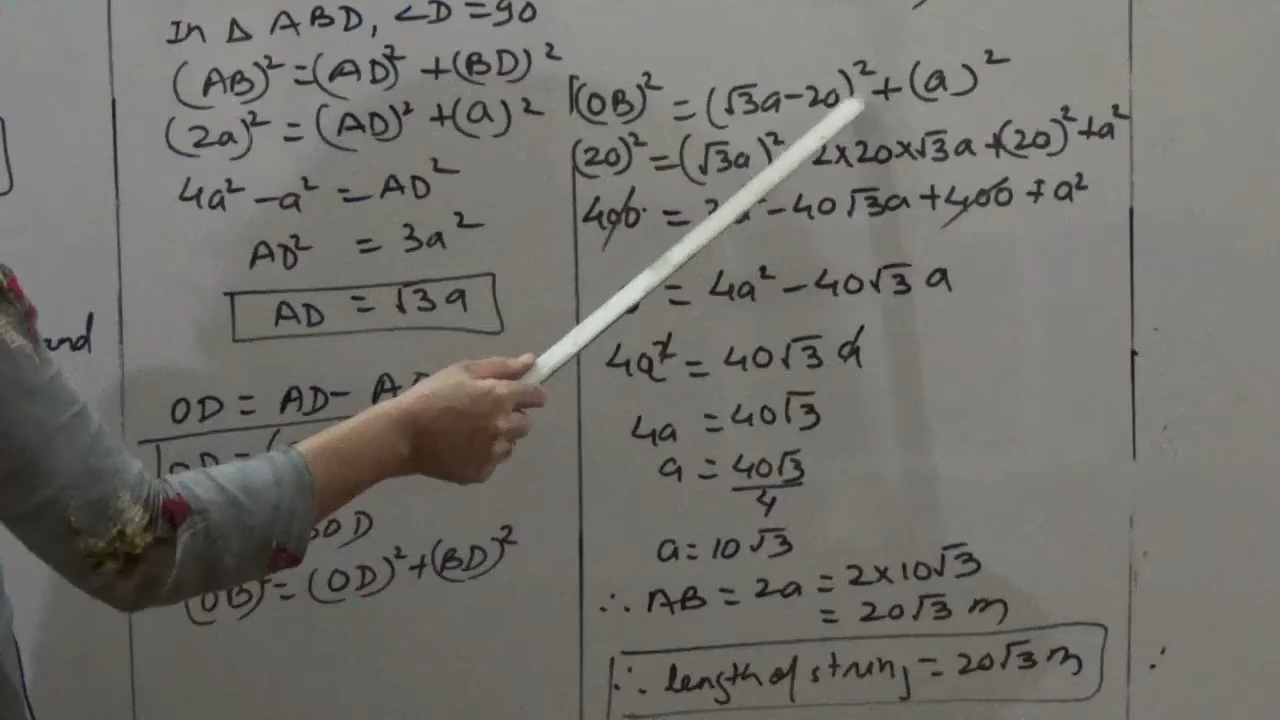 In Δ ABD, ∠D = 90
(AB)² = (AD)² + (BD)²
(2a)² = (AD)² + (a)²
4a² - a² = AD²
AD² = 3a²
AD = √3 a
and
OD = AD -
OD =
(OB)² = (OD)² + (BD)²
(OB)² = (√3a - 20)² + (a)²
(20)² = (√3a)² 2×20×√3a + (20)² + a²
400 = - 40√3a + 400 + a²
= 4a² - 40√3 a
4a² = 40√3 a
4a = 40√3
a = 40√3
4
a = 10√3
∴ AB = 2a = 2×10√3
= 20√3 m
∴ length of string = 20√3 m
∴